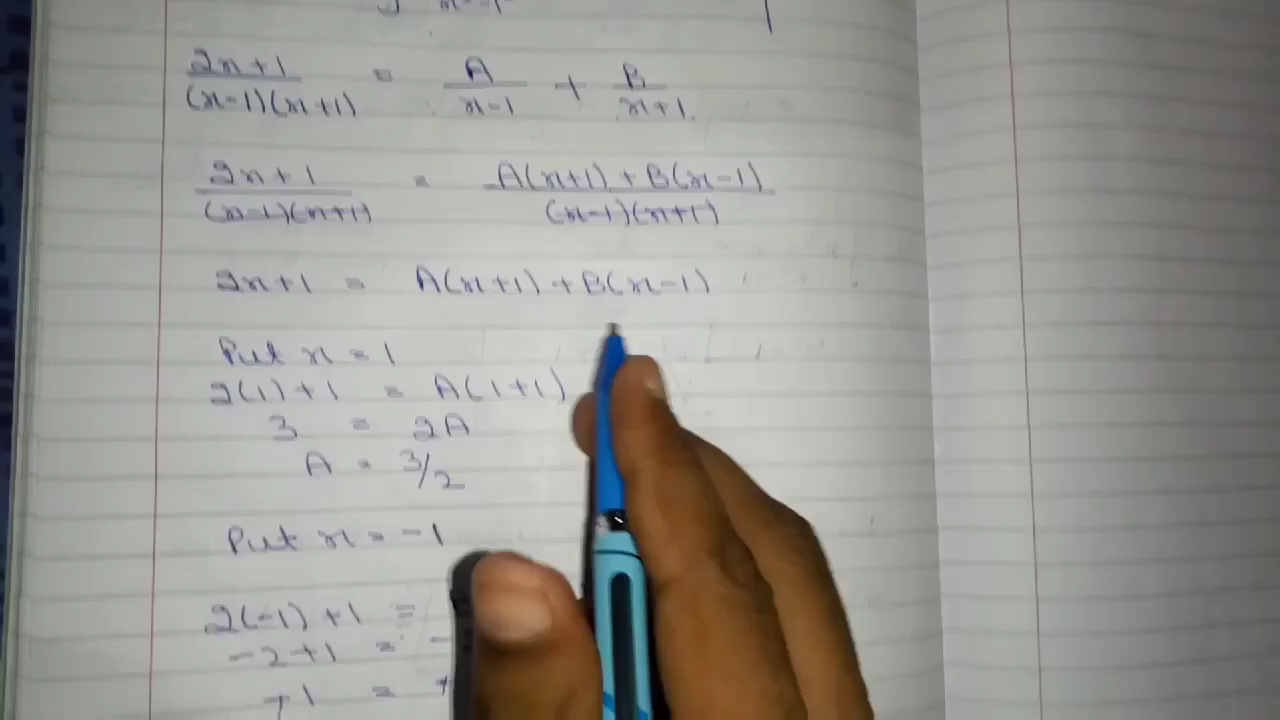 2x+1 / (x-1)(x+1) = A / x-1 + B / x+1
2x+1 / (x-1)(x+1) = A(x+1) + B(x-1) / (x-1)(x+1)
2x+1 = A(x+1) + B(x-1)
Put x = 1
2(1)+1 = A(1+1)
3 = 2A
A = 3/2
Put x = -1
2(-1)+1 =
-2+1 = -
+1 = +